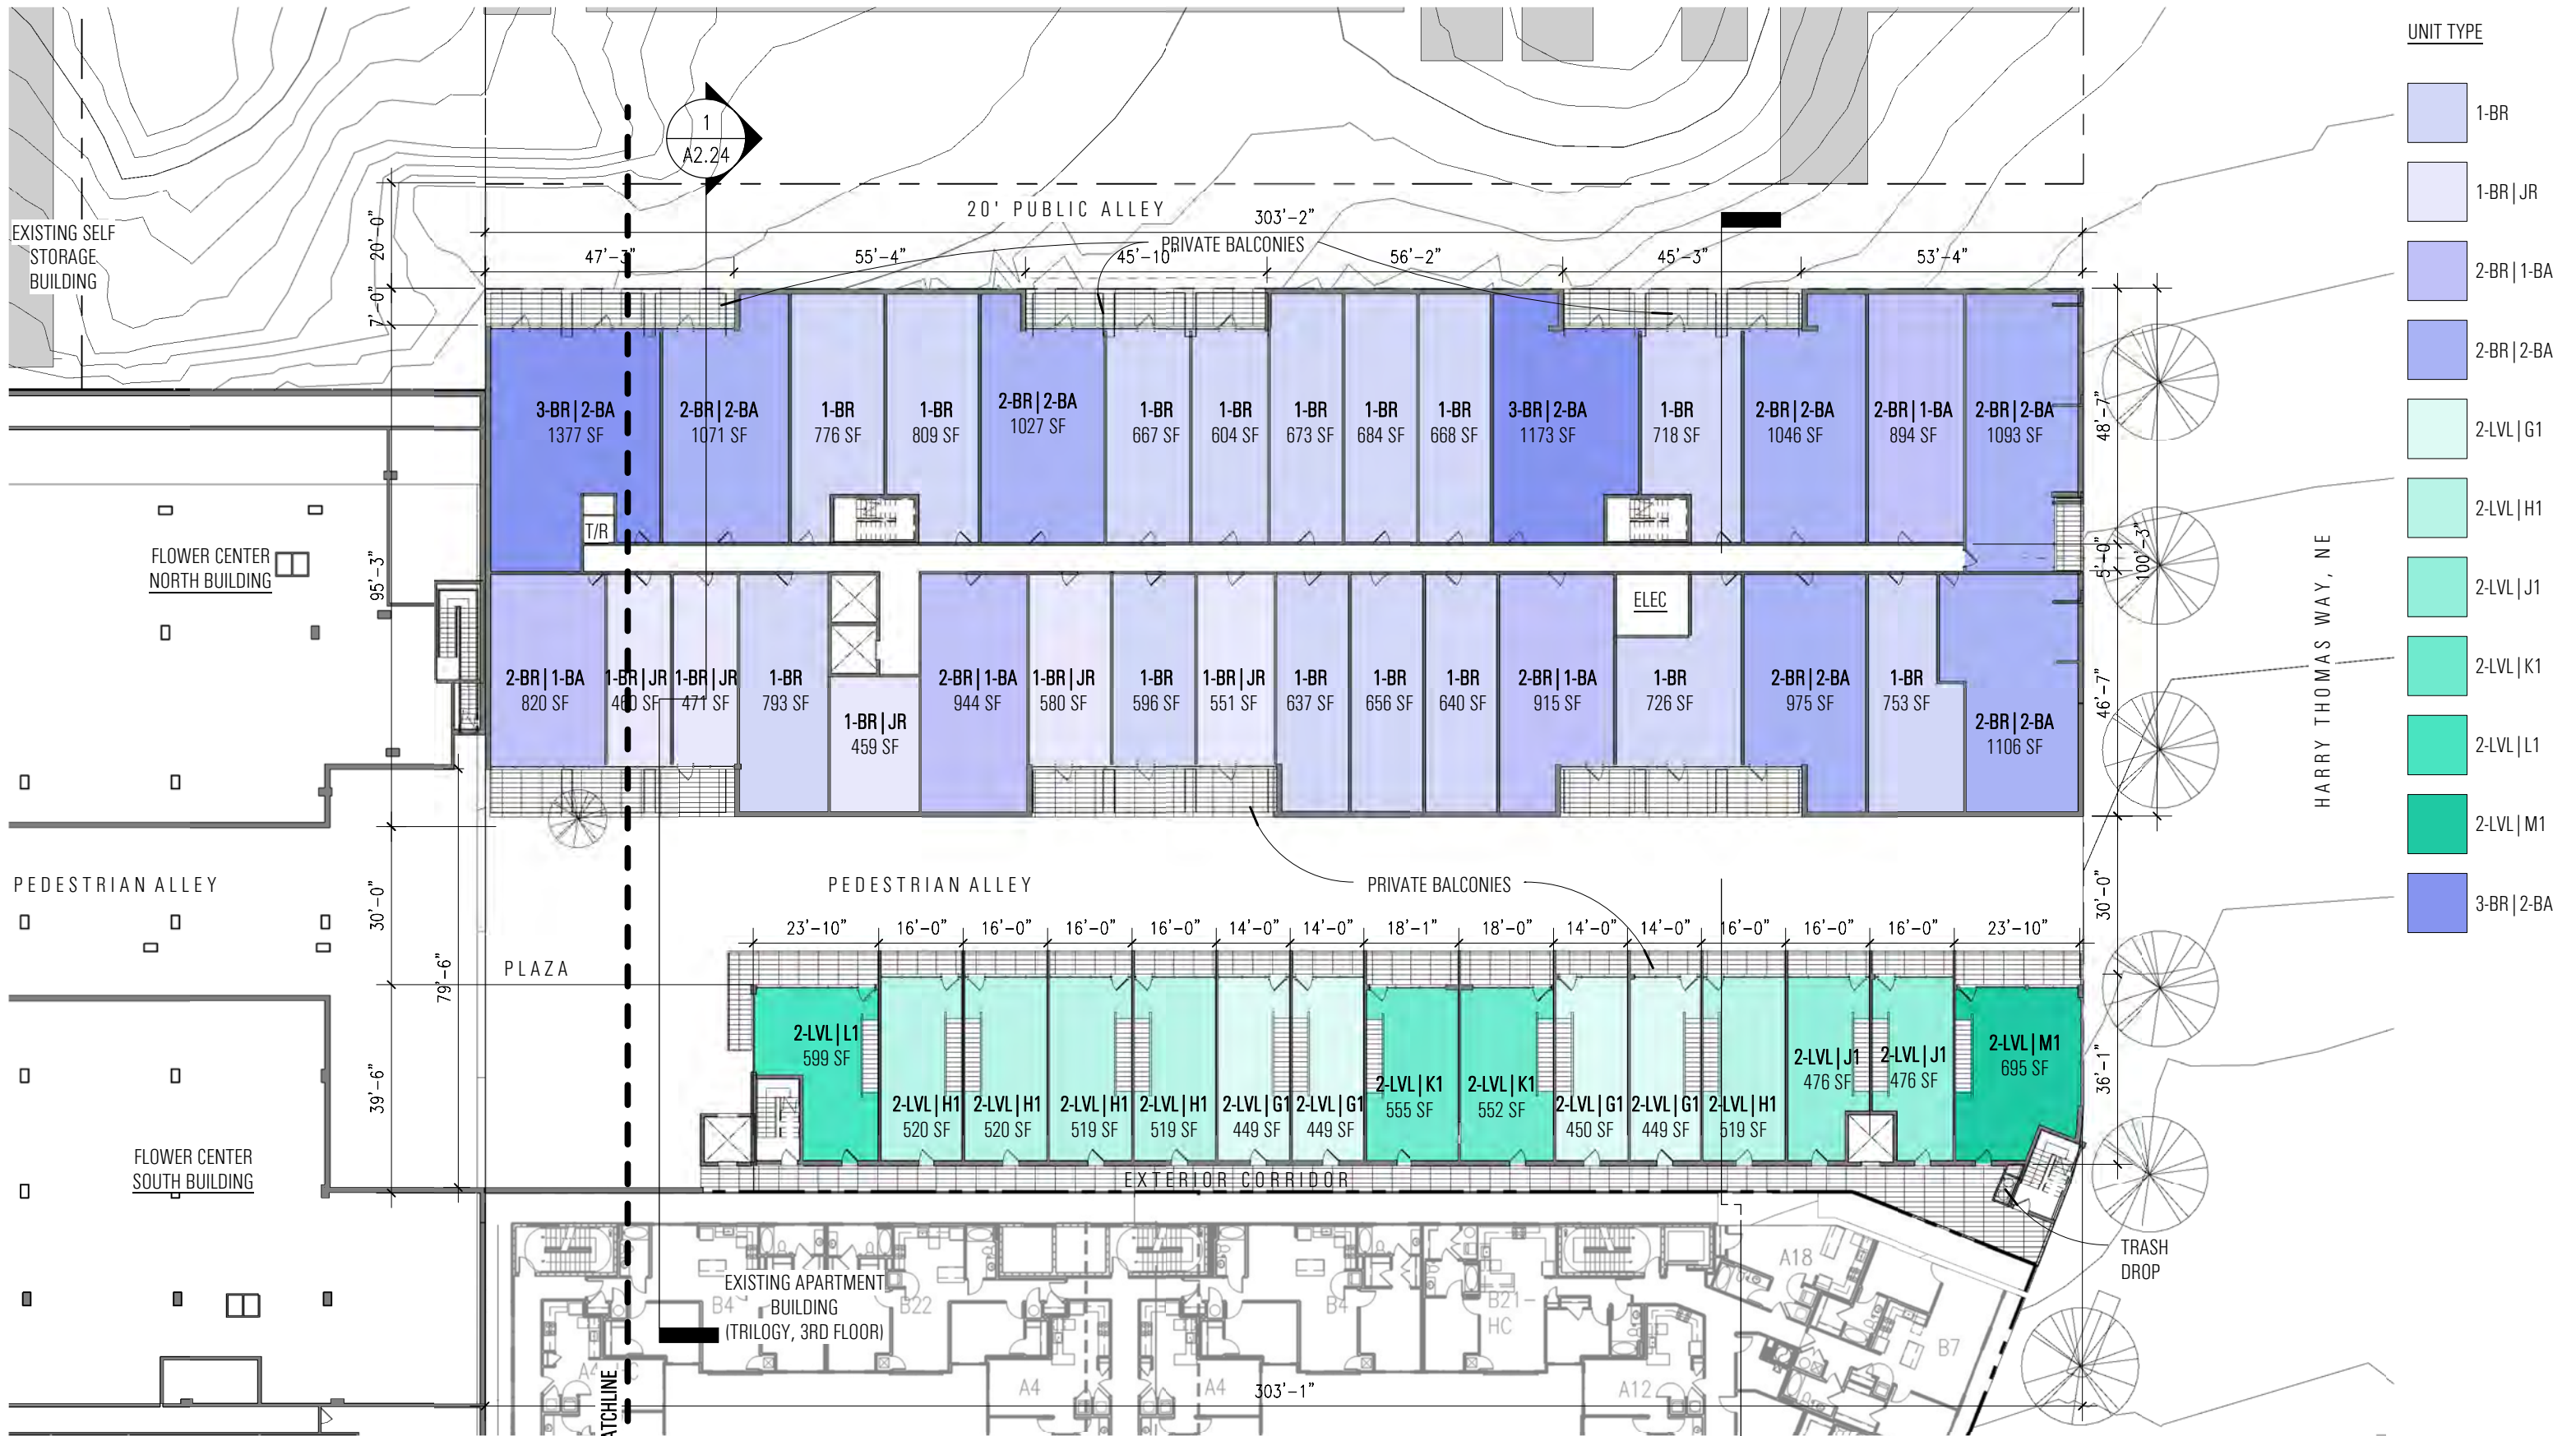 UNIT TYPE
1-BR
1-BR|JR
2-BR|1-BA
2-BR|2-BA
2-LVL|G1
2-LVL|H1
2-LVL|J1
2-LVL|K1
2-LVL|L1
2-LVL|M1
3-BR|2-BA
1
A2.24
20' PUBLIC ALLEY
303'-2"
PRIVATE BALCONIES
47'-3"
55'-4"
45'-10"
56'-2"
45'-3"
53'-4"
EXISTING SELF
STORAGE
BUILDING
20'-0"
7'-0"
95'-3"
30'-0"
39'-6"
79'-6"
3-BR|2-BA
1377 SF
2-BR|2-BA
1071 SF
1-BR
776 SF
1-BR
809 SF
2-BR|2-BA
1027 SF
1-BR
667 SF
1-BR
604 SF
1-BR
673 SF
1-BR
684 SF
1-BR
668 SF
3-BR|2-BA
1173 SF
1-BR
718 SF
2-BR|2-BA
1046 SF
2-BR|1-BA
894 SF
2-BR|2-BA
1093 SF
T/R
48'-7"
5'-0"
100'-3"
46'-7"
30'-0"
36'-1"
HARRY THOMAS WAY, NE
FLOWER CENTER
NORTH BUILDING
ELEC
2-BR|1-BA
820 SF
1-BR|JR
460 SF
1-BR|JR
471 SF
1-BR
793 SF
1-BR|JR
459 SF
2-BR|1-BA
944 SF
1-BR|JR
580 SF
1-BR
596 SF
1-BR|JR
551 SF
1-BR
637 SF
1-BR
656 SF
1-BR
640 SF
2-BR|1-BA
915 SF
1-BR
726 SF
2-BR|2-BA
975 SF
1-BR
753 SF
2-BR|2-BA
1106 SF
PEDESTRIAN ALLEY
PEDESTRIAN ALLEY
PRIVATE BALCONIES
23'-10"
16'-0"
16'-0"
16'-0"
16'-0"
14'-0"
14'-0"
18'-1"
18'-0"
14'-0"
14'-0"
16'-0"
16'-0"
16'-0"
23'-10"
PLAZA
2-LVL|L1
599 SF
2-LVL|H1
520 SF
2-LVL|H1
520 SF
2-LVL|H1
519 SF
2-LVL|H1
519 SF
2-LVL|G1
449 SF
2-LVL|G1
449 SF
2-LVL|K1
555 SF
2-LVL|K1
552 SF
2-LVL|G1
450 SF
2-LVL|G1
449 SF
2-LVL|H1
519 SF
2-LVL|J1
476 SF
2-LVL|J1
476 SF
2-LVL|M1
695 SF
FLOWER CENTER
SOUTH BUILDING
EXTERIOR CORRIDOR
TRASH
DROP
EXISTING APARTMENT
BUILDING
(TRILOGY, 3RD FLOOR)
B4
B22
B4
B21-
HC
A18
B7
A4
A4
A12
303'-1"